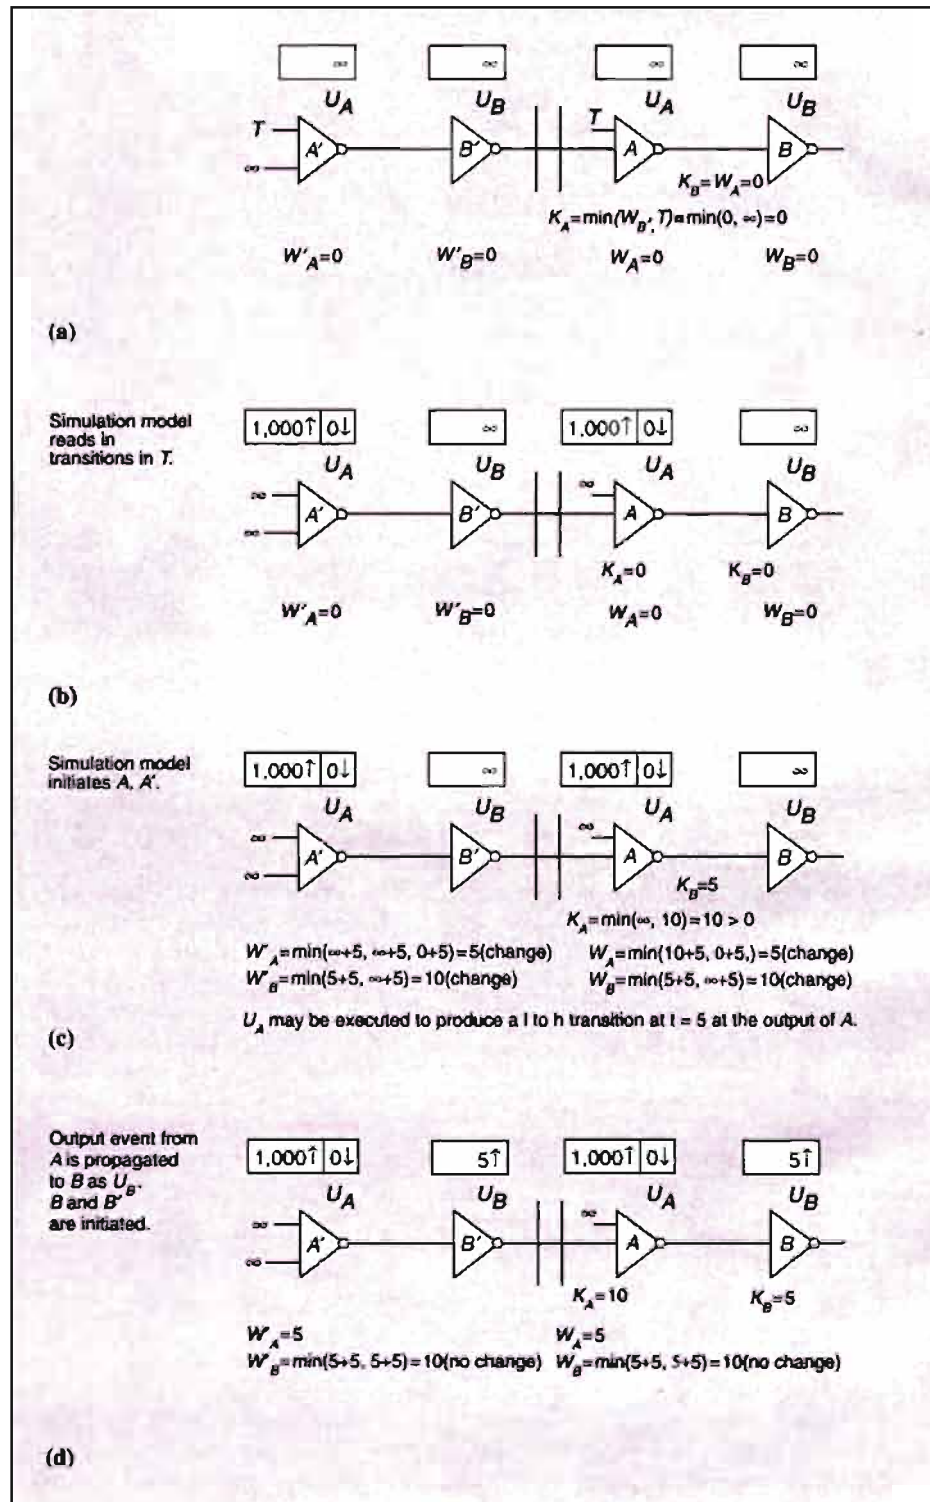 ∞ ∞ ∞ ∞
U_A U_B U_A U_B
T A' B' T A B
∞ K_B=W_A=0
K_A=min(W_B', T)=min(0, ∞)=0
W'_A=0 W'_B=0 W_A=0 W_B=0
(a)
Simulation model
reads in
transitions in T.
1,000↑ 0↓ ∞ 1,000↑ 0↓ ∞
U_A U_B U_A U_B
∞ A' B' ∞ A B
∞
K_A=0 K_B=0
W'_A=0 W'_B=0 W_A=0 W_B=0
(b)
Simulation model
initiates A, A'.
1,000↑ 0↓ ∞ 1,000↑ 0↓ ∞
U_A U_B U_A U_B
∞ A' B' ∞ A B
∞ K_B=5
K_A=min(∞, 10)=10 > 0
W'_A=min(∞+5, ∞+5, 0+5)=5(change) W_A=min(10+5, 0+5,)=5(change)
W'_B=min(5+5, ∞+5)=10(change) W_B=min(5+5, ∞+5)=10(change)
U_A may be executed to produce a l to h transition at t = 5 at the output of A.
(c)
Output event from
A is propagated
to B as U_B.
B and B'
are initiated.
1,000↑ 0↓ 5↑ 1,000↑ 0↓ 5↑
U_A U_B U_A U_B
∞ A' B' ∞ A B
∞
K_A=10 K_B=5
W'_A=5 W_A=5
W'_B=min(5+5, 5+5)=10(no change) W_B=min(5+5, 5+5)=10(no change)
(d)